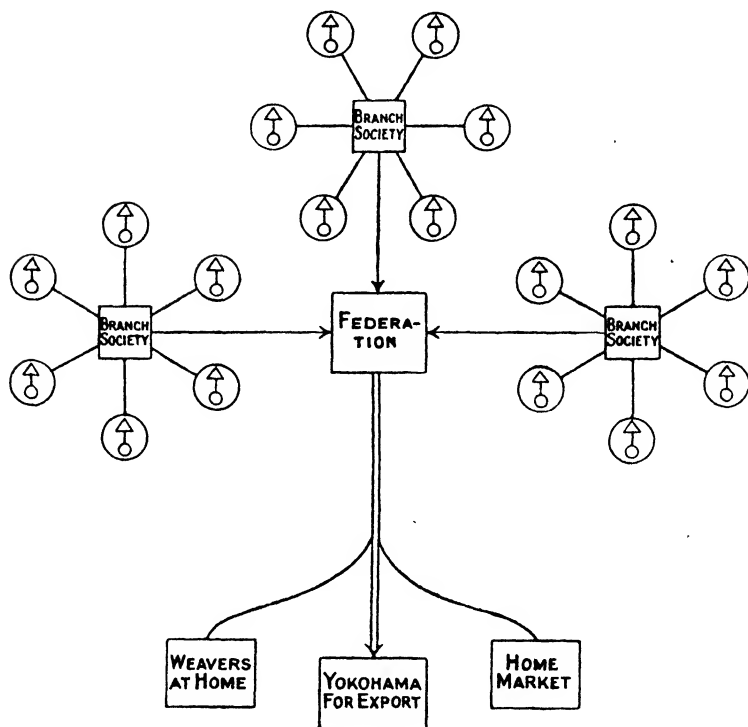 BRANCH
SOCIETY
BRANCH
SOCIETY
FEDERA-
TION
BRANCH
SOCIETY
WEAVERS
AT HOME
YOKOHAMA
FOR EXPORT
HOME
MARKET